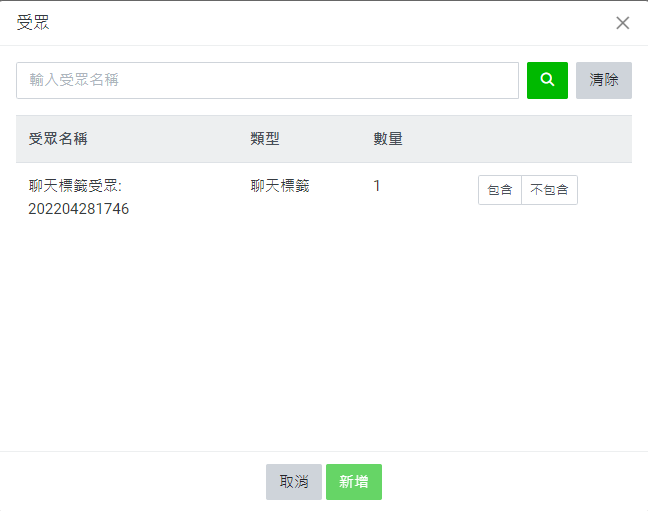 受眾
輸入受眾名稱
清除
受眾名稱 類型 數量
聊天標籤受眾: 聊天標籤 1 包含 不包含
202204281746
取消 新增